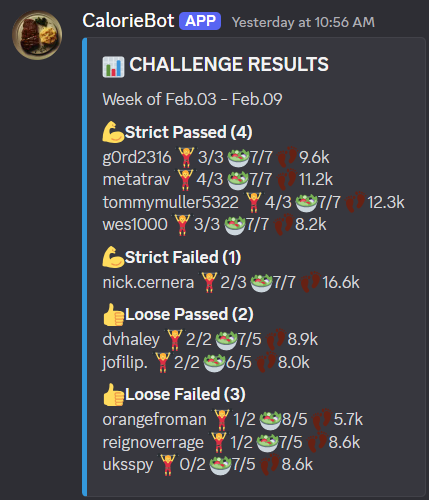 CalorieBot APP Yesterday at 10:56 AM
📊 CHALLENGE RESULTS
Week of Feb.03 - Feb.09
💪Strict Passed (4)
g0rd2316 🏋️3/3 🥗7/7 👣9.6k
metatrav 🏋️4/3 🥗7/7 👣11.2k
tommymuller5322 🏋️4/3 🥗7/7 👣12.3k
wes1000 🏋️3/3 🥗7/7 👣8.2k
💪Strict Failed (1)
nick.cernera 🏋️2/3 🥗7/7 👣16.6k
👍Loose Passed (2)
dvhaley 🏋️2/2 🥗7/5 👣8.9k
jofilip. 🏋️2/2 🥗6/5 👣8.0k
👍Loose Failed (3)
orangefroman 🏋️1/2 🥗8/5 👣5.7k
reignoverrage 🏋️1/2 🥗7/5 👣8.6k
uksspy 🏋️0/2 🥗7/5 👣8.6k